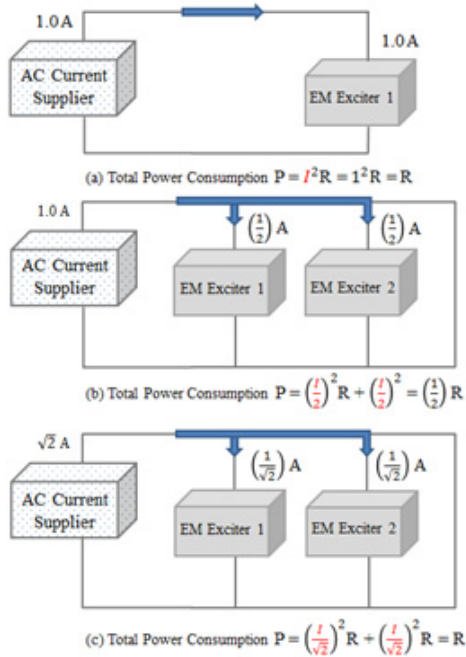 1.0 A
1.0 A
AC Current
Supplier
EM Exciter 1
(a) Total Power Consumption P = I²R = 1²R = R
1.0 A
(1/2) A
(1/2) A
AC Current
Supplier
EM Exciter 1
EM Exciter 2
(b) Total Power Consumption P = (I/2)²R + (I/2)² = (1/2) R
√2 A
(1/√2) A
(1/√2) A
AC Current
Supplier
EM Exciter 1
EM Exciter 2
(c) Total Power Consumption P = (I/√2)²R + (I/√2)²R = R